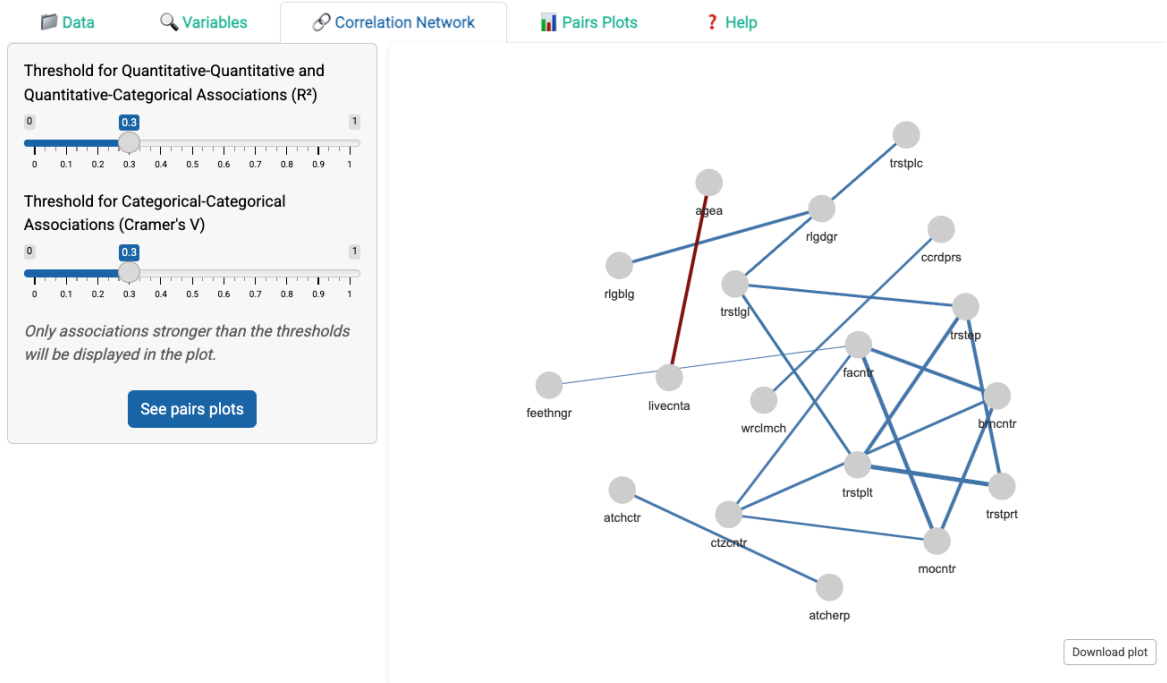 Data Variables Correlation Network Pairs Plots Help
Threshold for Quantitative-Quantitative and
Quantitative-Categorical Associations (R²)
0 0.3 1
0 0.1 0.2 0.3 0.4 0.5 0.6 0.7 0.8 0.9 1
Threshold for Categorical-Categorical
Associations (Cramer's V)
0 0.3 1
0 0.1 0.2 0.3 0.4 0.5 0.6 0.7 0.8 0.9 1
Only associations stronger than the thresholds
will be displayed in the plot.
See pairs plots
trstplc
agea
rlgdgr
ccrdprs
rlgblg
trstlgl
trstep
facntr
livecnta
feethngr
brncntr
wrclmch
trstplt
trstprt
atchctr
ctzcntr
mocntr
atcherp
Download plot